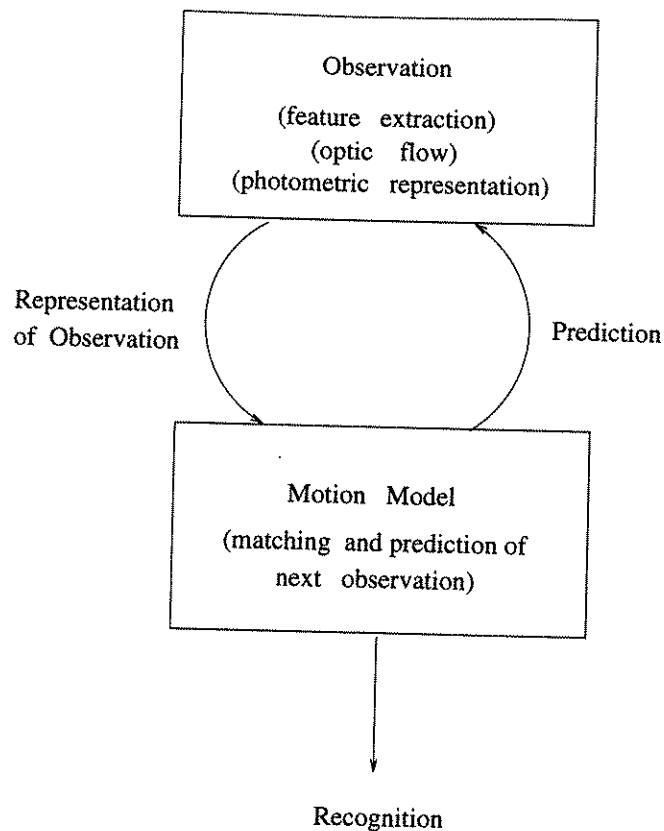 Observation
(feature extraction)
(optic flow)
(photometric representation)
Representation
of Observation
Prediction
Motion Model
(matching and prediction of
next observation)
Recognition